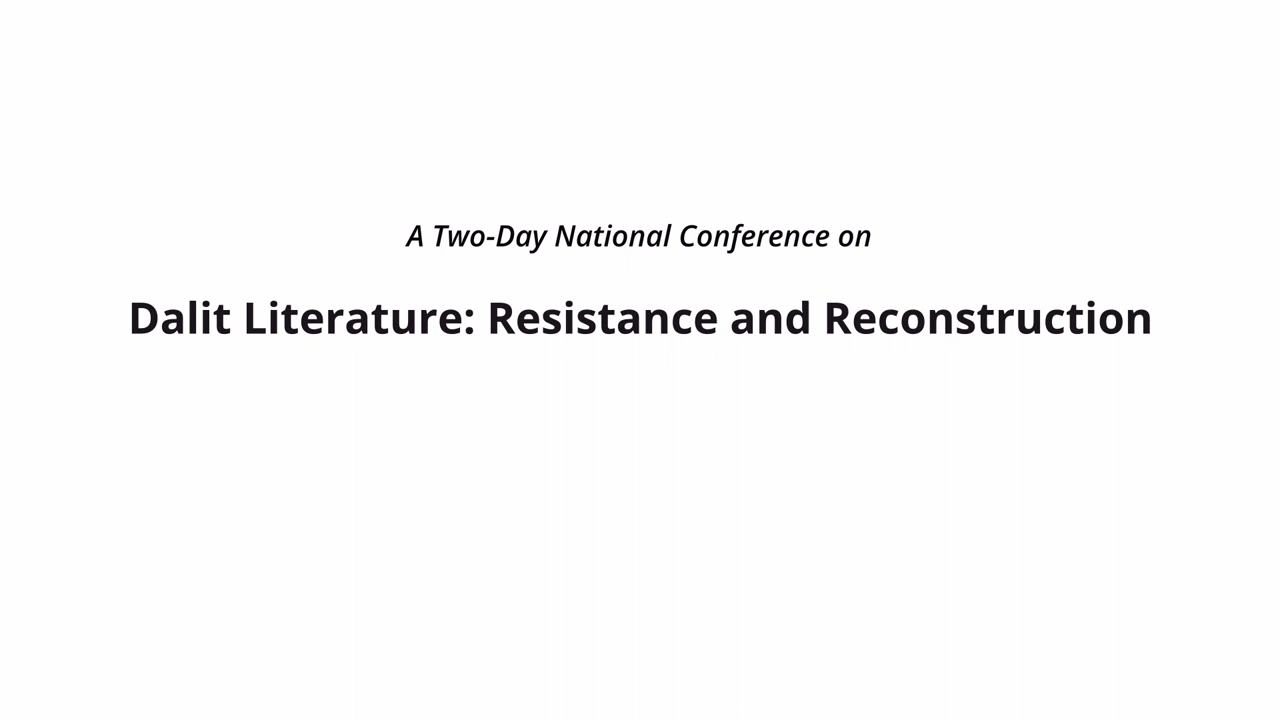 A Two-Day National Conference on
Dalit Literature: Resistance and Reconstruction